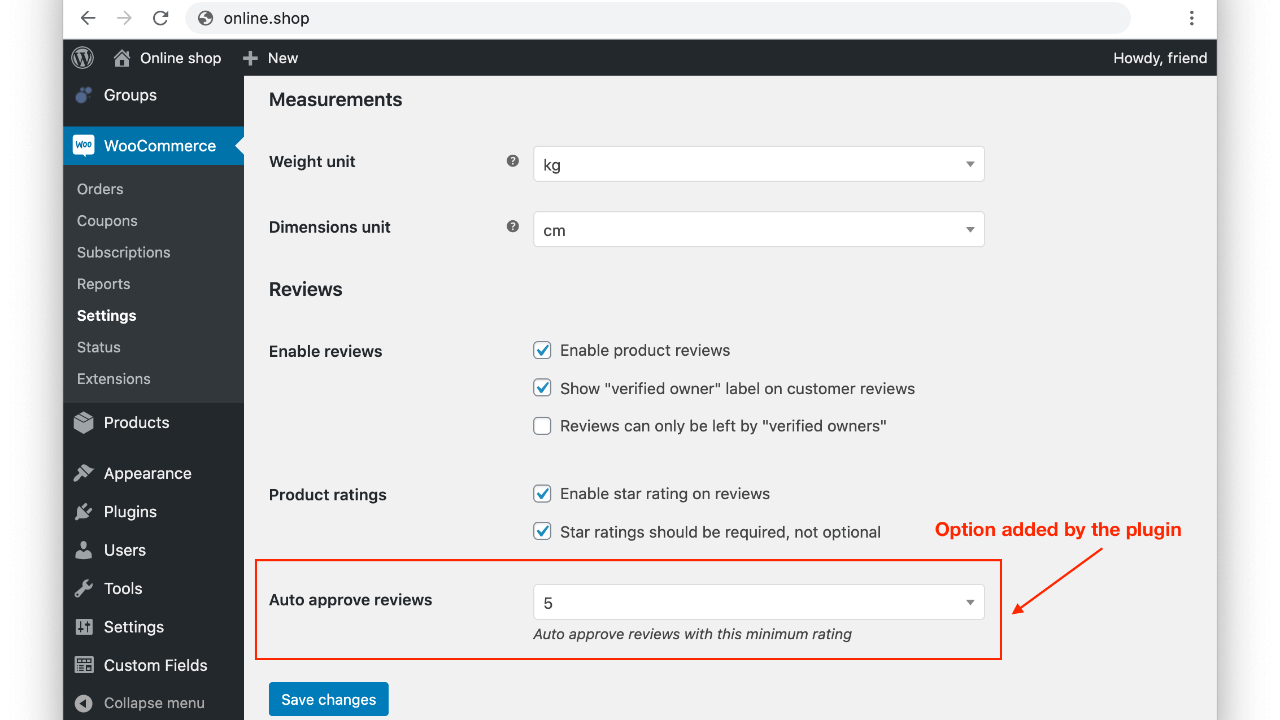 online.shop
Online shop
New
Howdy, friend
Groups
WooCommerce
Orders
Coupons
Subscriptions
Reports
Settings
Status
Extensions
Products
Appearance
Plugins
Users
Tools
Settings
Custom Fields
Collapse menu
Measurements
Weight unit
?
kg
Dimensions unit
?
cm
Reviews
Enable reviews
Enable product reviews
Show "verified owner" label on customer reviews
Reviews can only be left by "verified owners"
Product ratings
Enable star rating on reviews
Star ratings should be required, not optional
Option added by the plugin
Auto approve reviews
5
Auto approve reviews with this minimum rating
Save changes